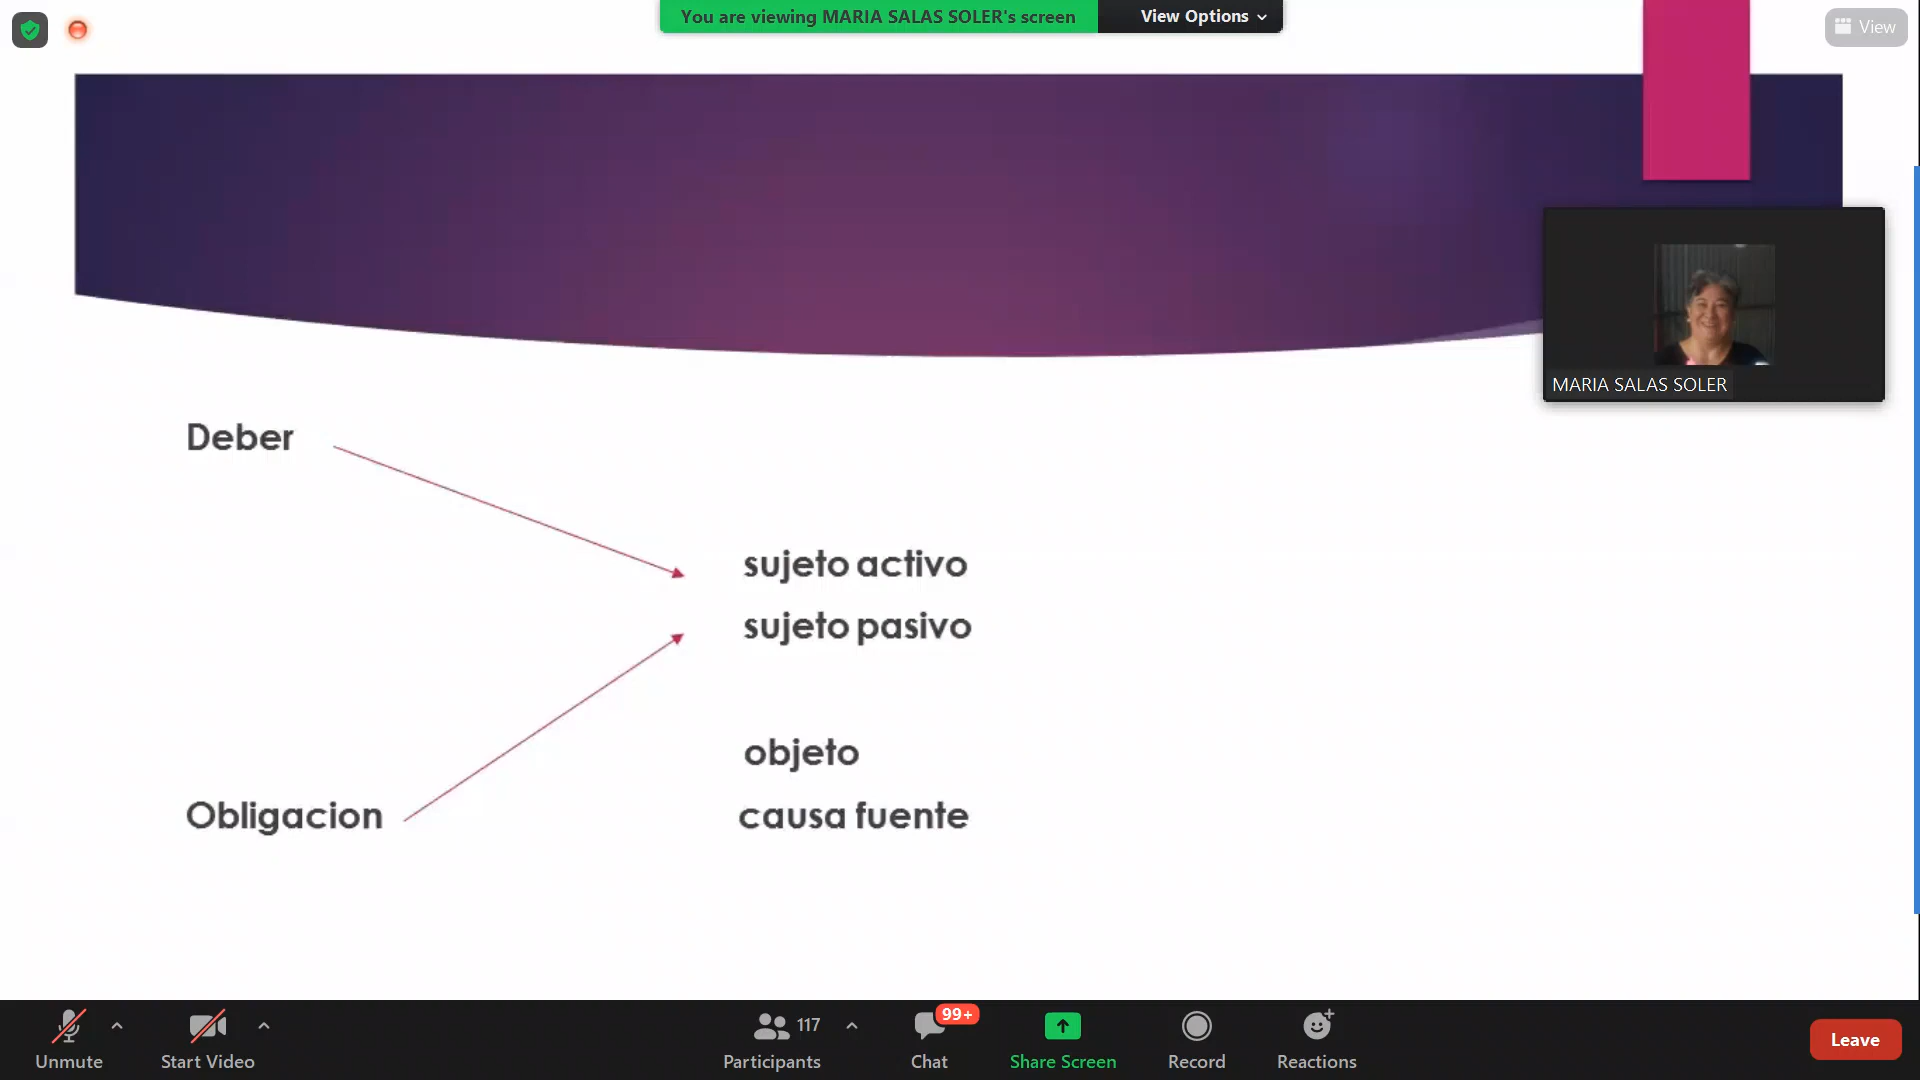 You are viewing MARIA SALAS SOLER's screen
View Options
View
MARIA SALAS SOLER
Deber
sujeto activo
sujeto pasivo
objeto
Obligacion
causa fuente
Unmute
Start Video
117
Participants
99+
Chat
Share Screen
Record
Reactions
Leave